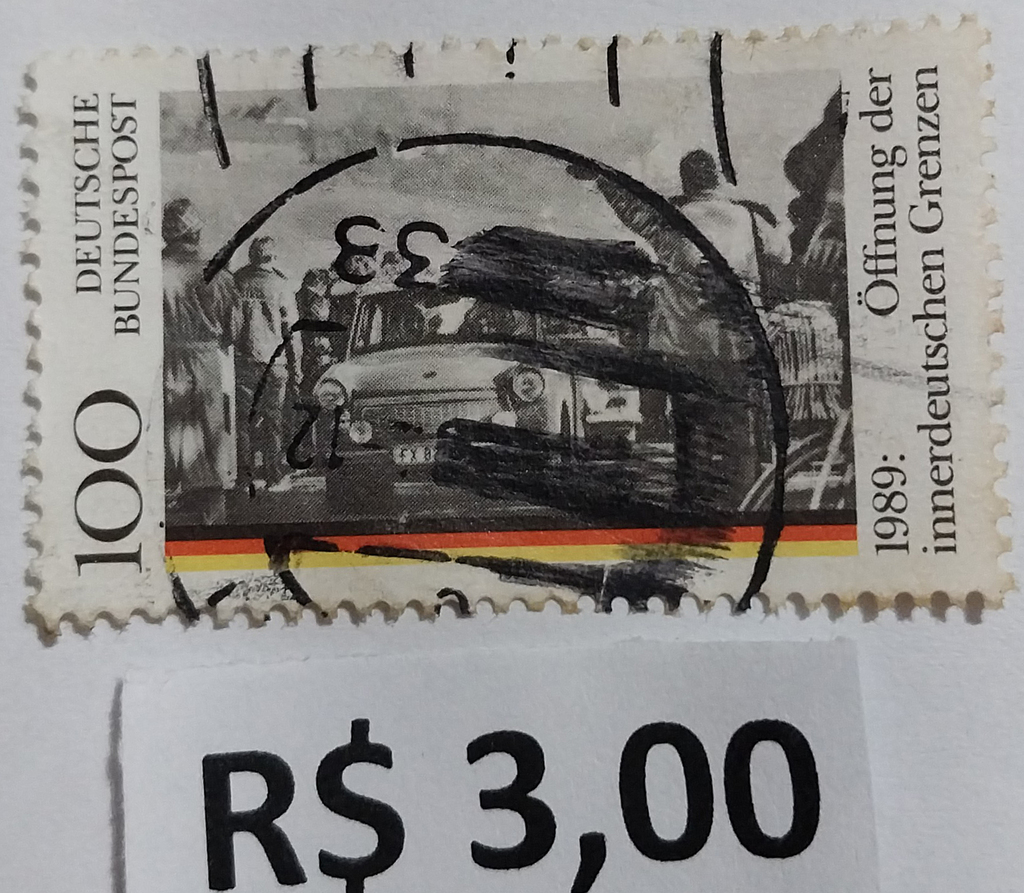 DEUTSCHE
BUNDESPOST
100
33
12
1989: Öffnung der
innerdeutschen Grenzen
R$ 3,00